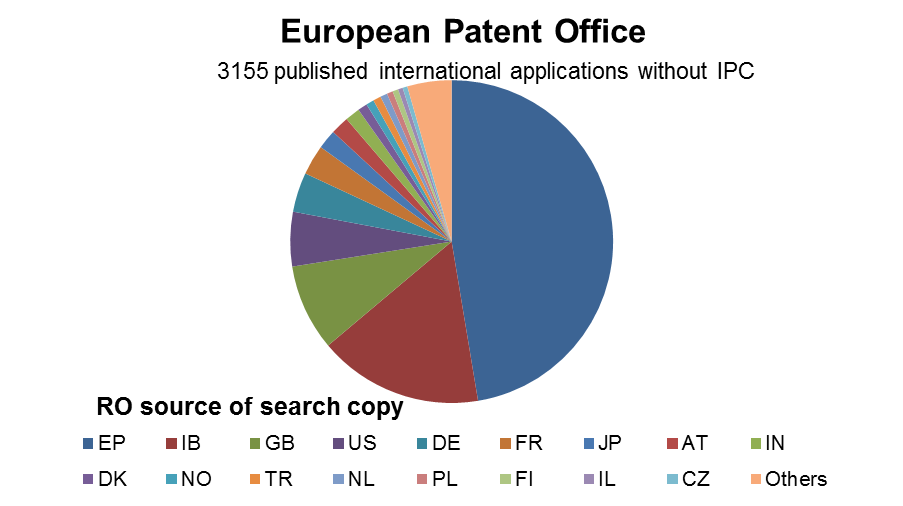 European Patent Office
3155 published international applications without IPC
RO source of search copy
EP IB GB US DE FR JP AT IN
DK NO TR NL PL FI IL CZ Others